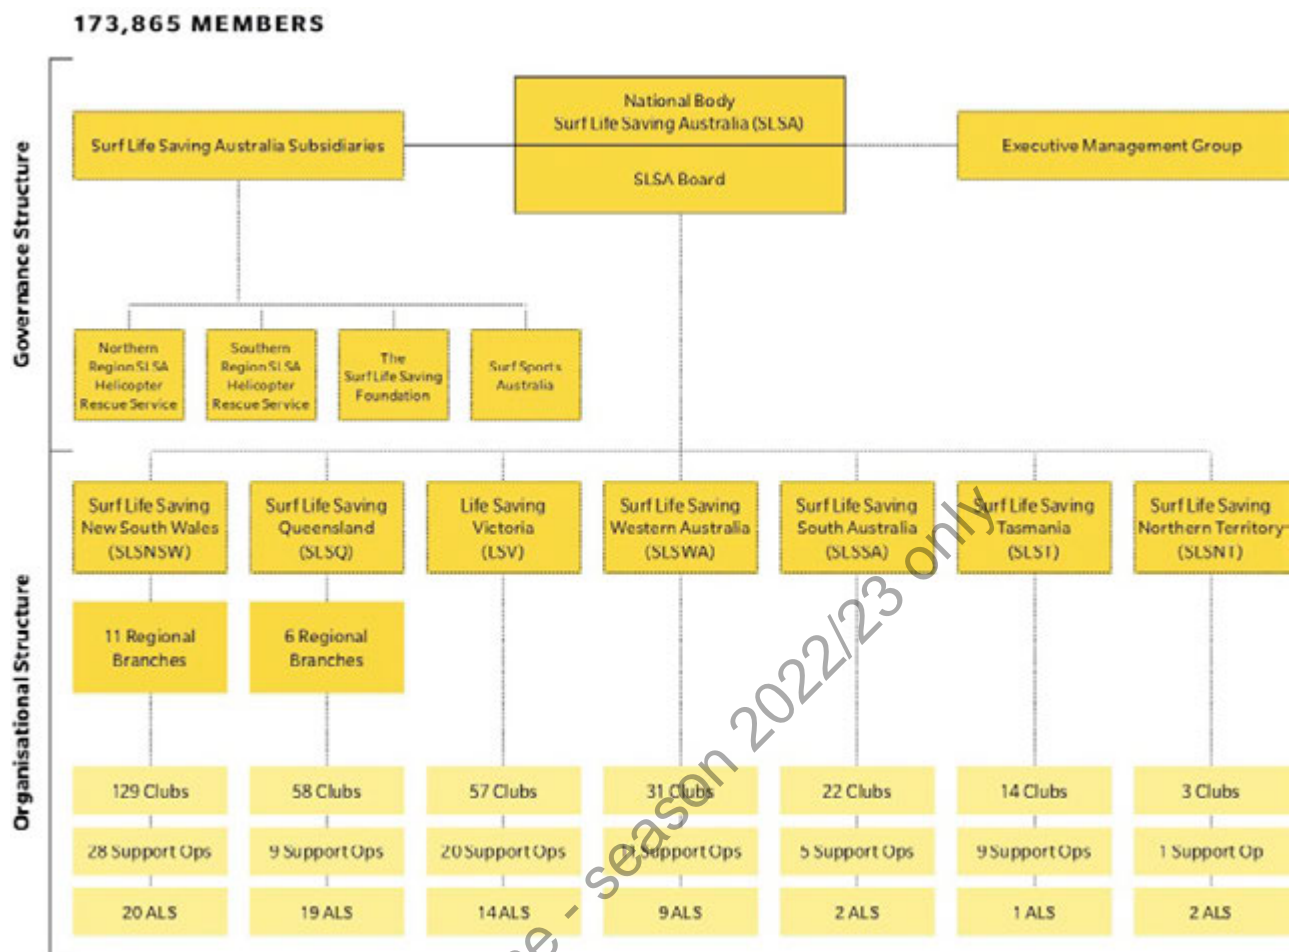 173,865 MEMBERS
Governance Structure
National Body
Surf Life Saving Australia (SLSA)
SLSA Board
Surf Life Saving Australia Subsidiaries
Executive Management Group
Northern
Region SLSA
Helicopter
Rescue Service
Southern
Region SLSA
Helicopter
Rescue Service
The
Surf Life Saving
Foundation
Surf Sports
Australia
Organisational Structure
Surf Life Saving
New South Wales
(SLSNSW)
Surf Life Saving
Queensland
(SLSQ)
Life Saving
Victoria
(LSV)
Surf Life Saving
Western Australia
(SLSWA)
Surf Life Saving
South Australia
(SLSSA)
Surf Life Saving
Tasmania
(SLST)
Surf Life Saving
Northern Territory
(SLSNT)
11 Regional
Branches
6 Regional
Branches
129 Clubs
58 Clubs
57 Clubs
31 Clubs
22 Clubs
14 Clubs
3 Clubs
28 Support Ops
9 Support Ops
20 Support Ops
Support Ops
5 Support Ops
9 Support Ops
1 Support Op
20 ALS
19 ALS
14 ALS
9 ALS
2 ALS
1 ALS
2 ALS
- season 2022/23 only